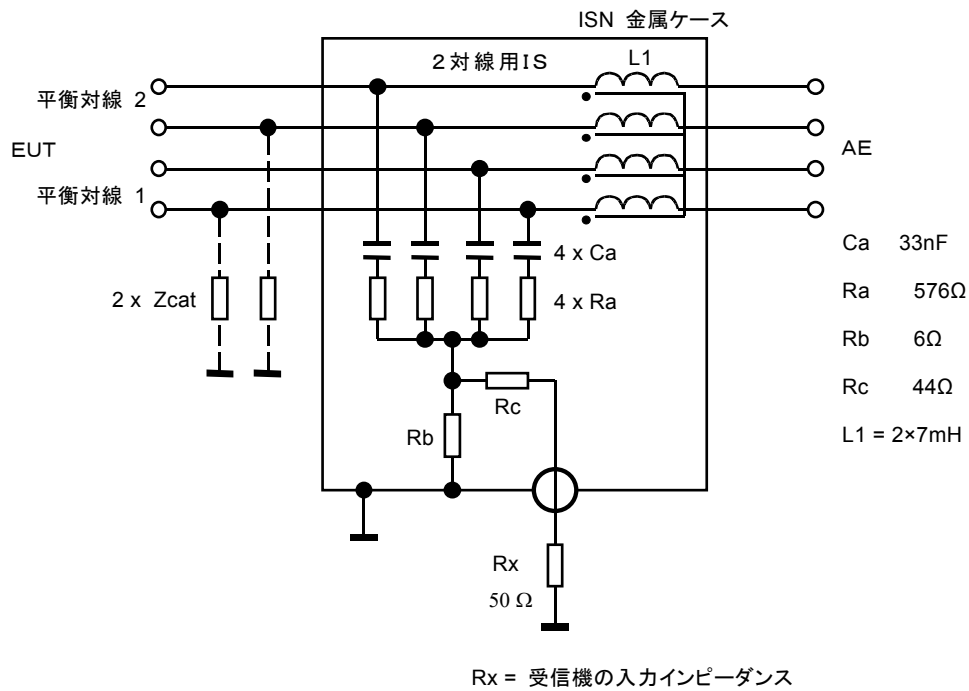 ISN 金属ケース
2対線用IS
L1
平衡対線 2
EUT
平衡対線 1
AE
2 x Zcat
4 x Ca
4 x Ra
Rc
Rb
Rx
50 Ω
Ca 33nF
Ra 576Ω
Rb 6Ω
Rc 44Ω
L1 = 2×7mH
Rx = 受信機の入力インピーダンス